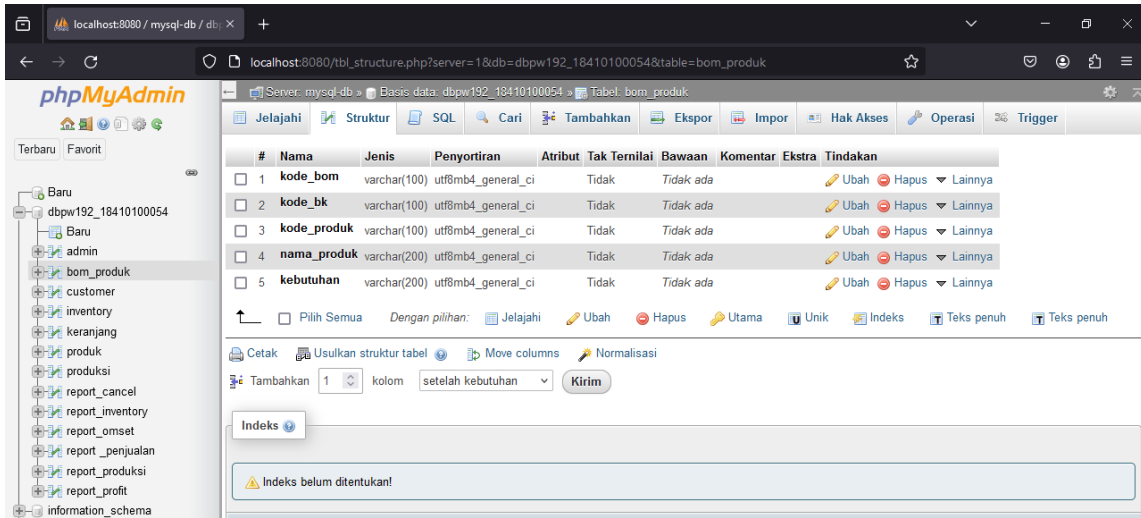 localhost:8080 / mysql-db / dbp
localhost:8080/tbl_structure.php?server=1&db=dbpw192_18410100054&table=bom_produk
phpMyAdmin
Terbaru Favorit
Baru
dbpw192_18410100054
Baru
admin
bom_produk
customer
inventory
keranjang
produk
produksi
report_cancel
report_inventory
report_omset
report _penjualan
report_produksi
report_profit
information_schema
Server: mysql-db » Basis data: dbpw192_18410100054 » Tabel: bom_produk
Jelajahi Struktur SQL Cari Tambahkan Ekspor Impor Hak Akses Operasi Trigger
# Nama Jenis Penyortiran Atribut Tak Ternilai Bawaan Komentar Ekstra Tindakan
1 kode_bom varchar(100) utf8mb4_general_ci Tidak Tidak ada Ubah Hapus Lainnya
2 kode_bk varchar(100) utf8mb4_general_ci Tidak Tidak ada Ubah Hapus Lainnya
3 kode_produk varchar(100) utf8mb4_general_ci Tidak Tidak ada Ubah Hapus Lainnya
4 nama_produk varchar(200) utf8mb4_general_ci Tidak Tidak ada Ubah Hapus Lainnya
5 kebutuhan varchar(200) utf8mb4_general_ci Tidak Tidak ada Ubah Hapus Lainnya
Pilih Semua Dengan pilihan: Jelajahi Ubah Hapus Utama Unik Indeks Teks penuh Teks penuh
Cetak Usulkan struktur tabel Move columns Normalisasi
Tambahkan 1 kolom setelah kebutuhan Kirim
Indeks
Indeks belum ditentukan!